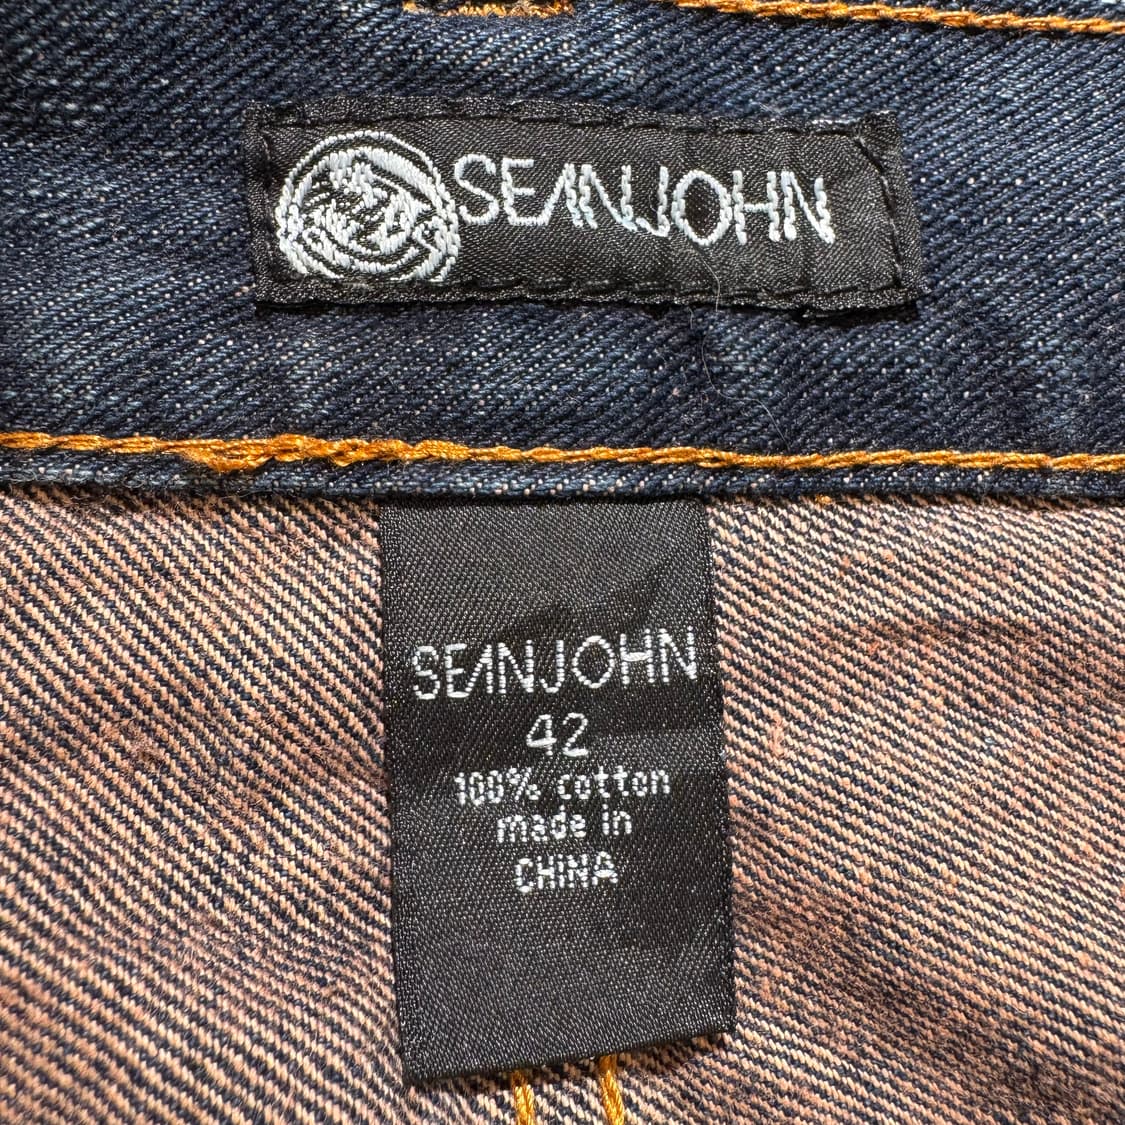 SEANJOHN
SEANJOHN
42
100% cotton
made in
CHINA